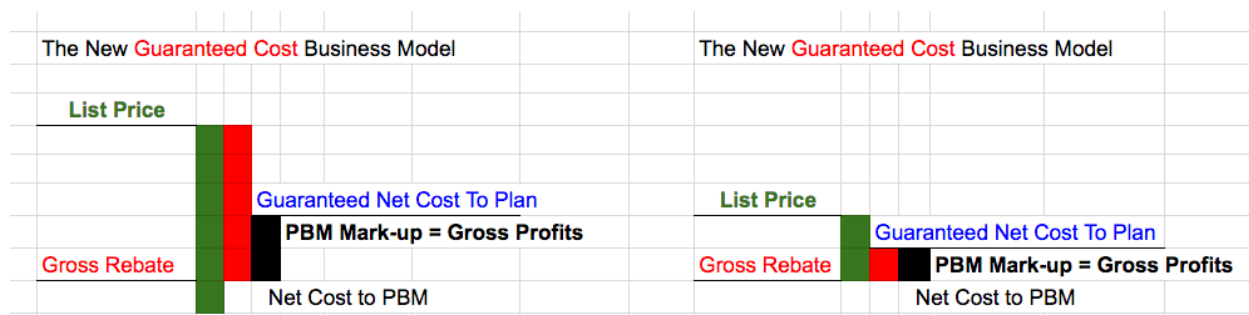 The New Guaranteed Cost Business Model
List Price
Guaranteed Net Cost To Plan
PBM Mark-up = Gross Profits
Gross Rebate
Net Cost to PBM
The New Guaranteed Cost Business Model
List Price
Guaranteed Net Cost To Plan
PBM Mark-up = Gross Profits
Gross Rebate
Net Cost to PBM